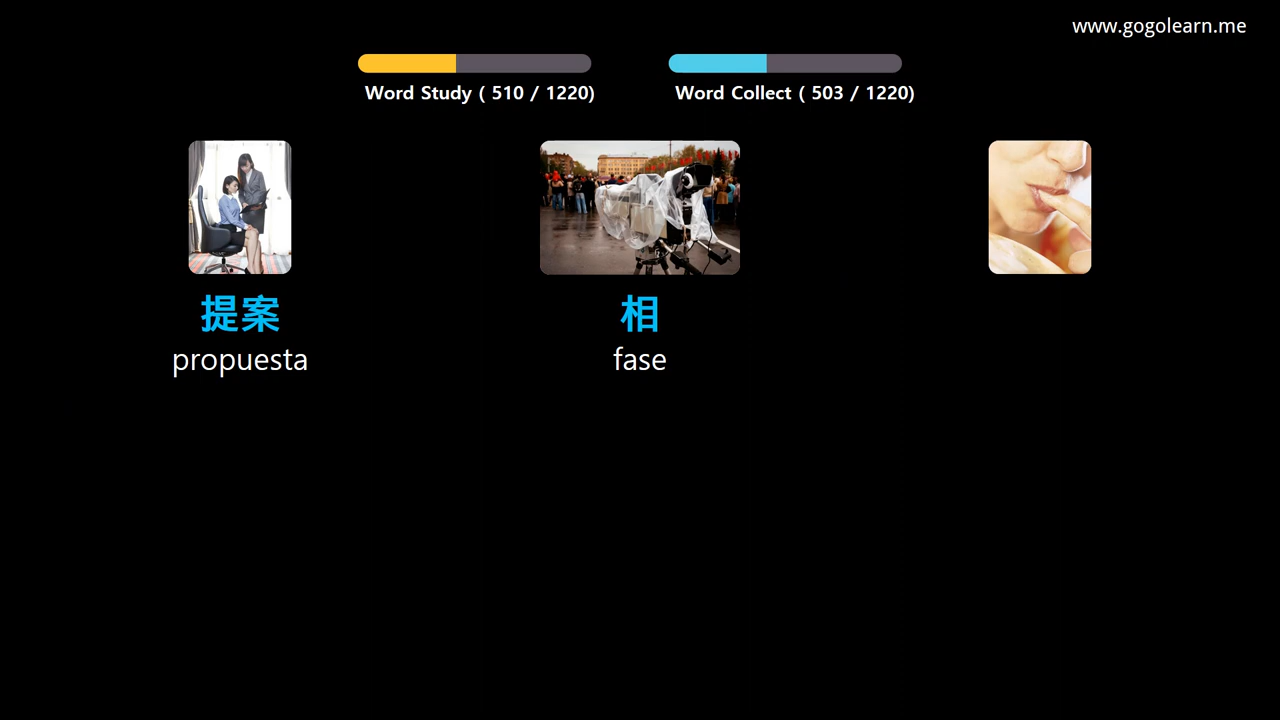 www.gogolearn.me
Word Study ( 510 / 1220)
Word Collect ( 503 / 1220)
提案
propuesta
相
fase